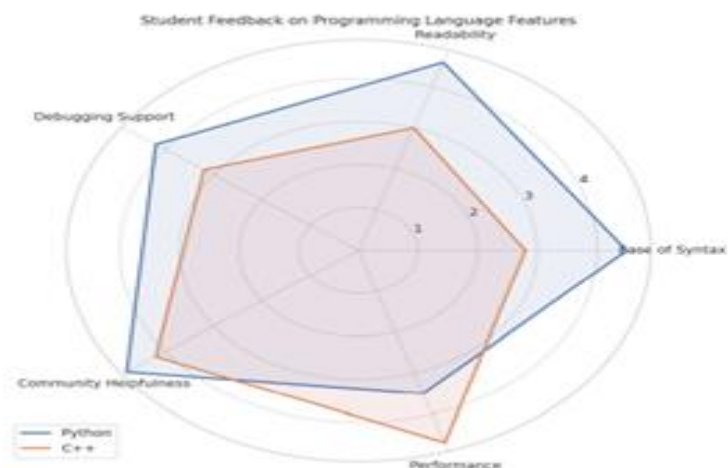 Student Feedback on Programming Language Features
Readability
Debugging Support
4
3
2
1
Ease of Syntax
Community Helpfulness
Python
C++
Performance